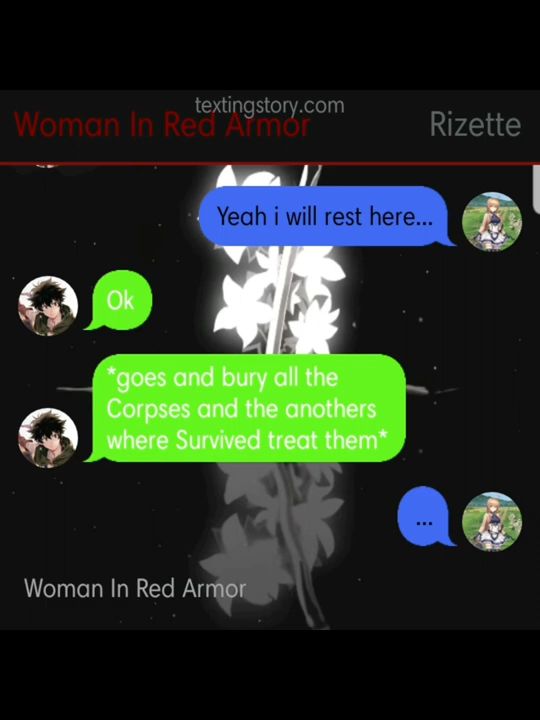 textingstory.com
Woman In Red Armor
Rizette
Yeah i will rest here...
Ok
*goes and bury all the
Corpses and the anothers
where Survived treat them*
...
Woman In Red Armor